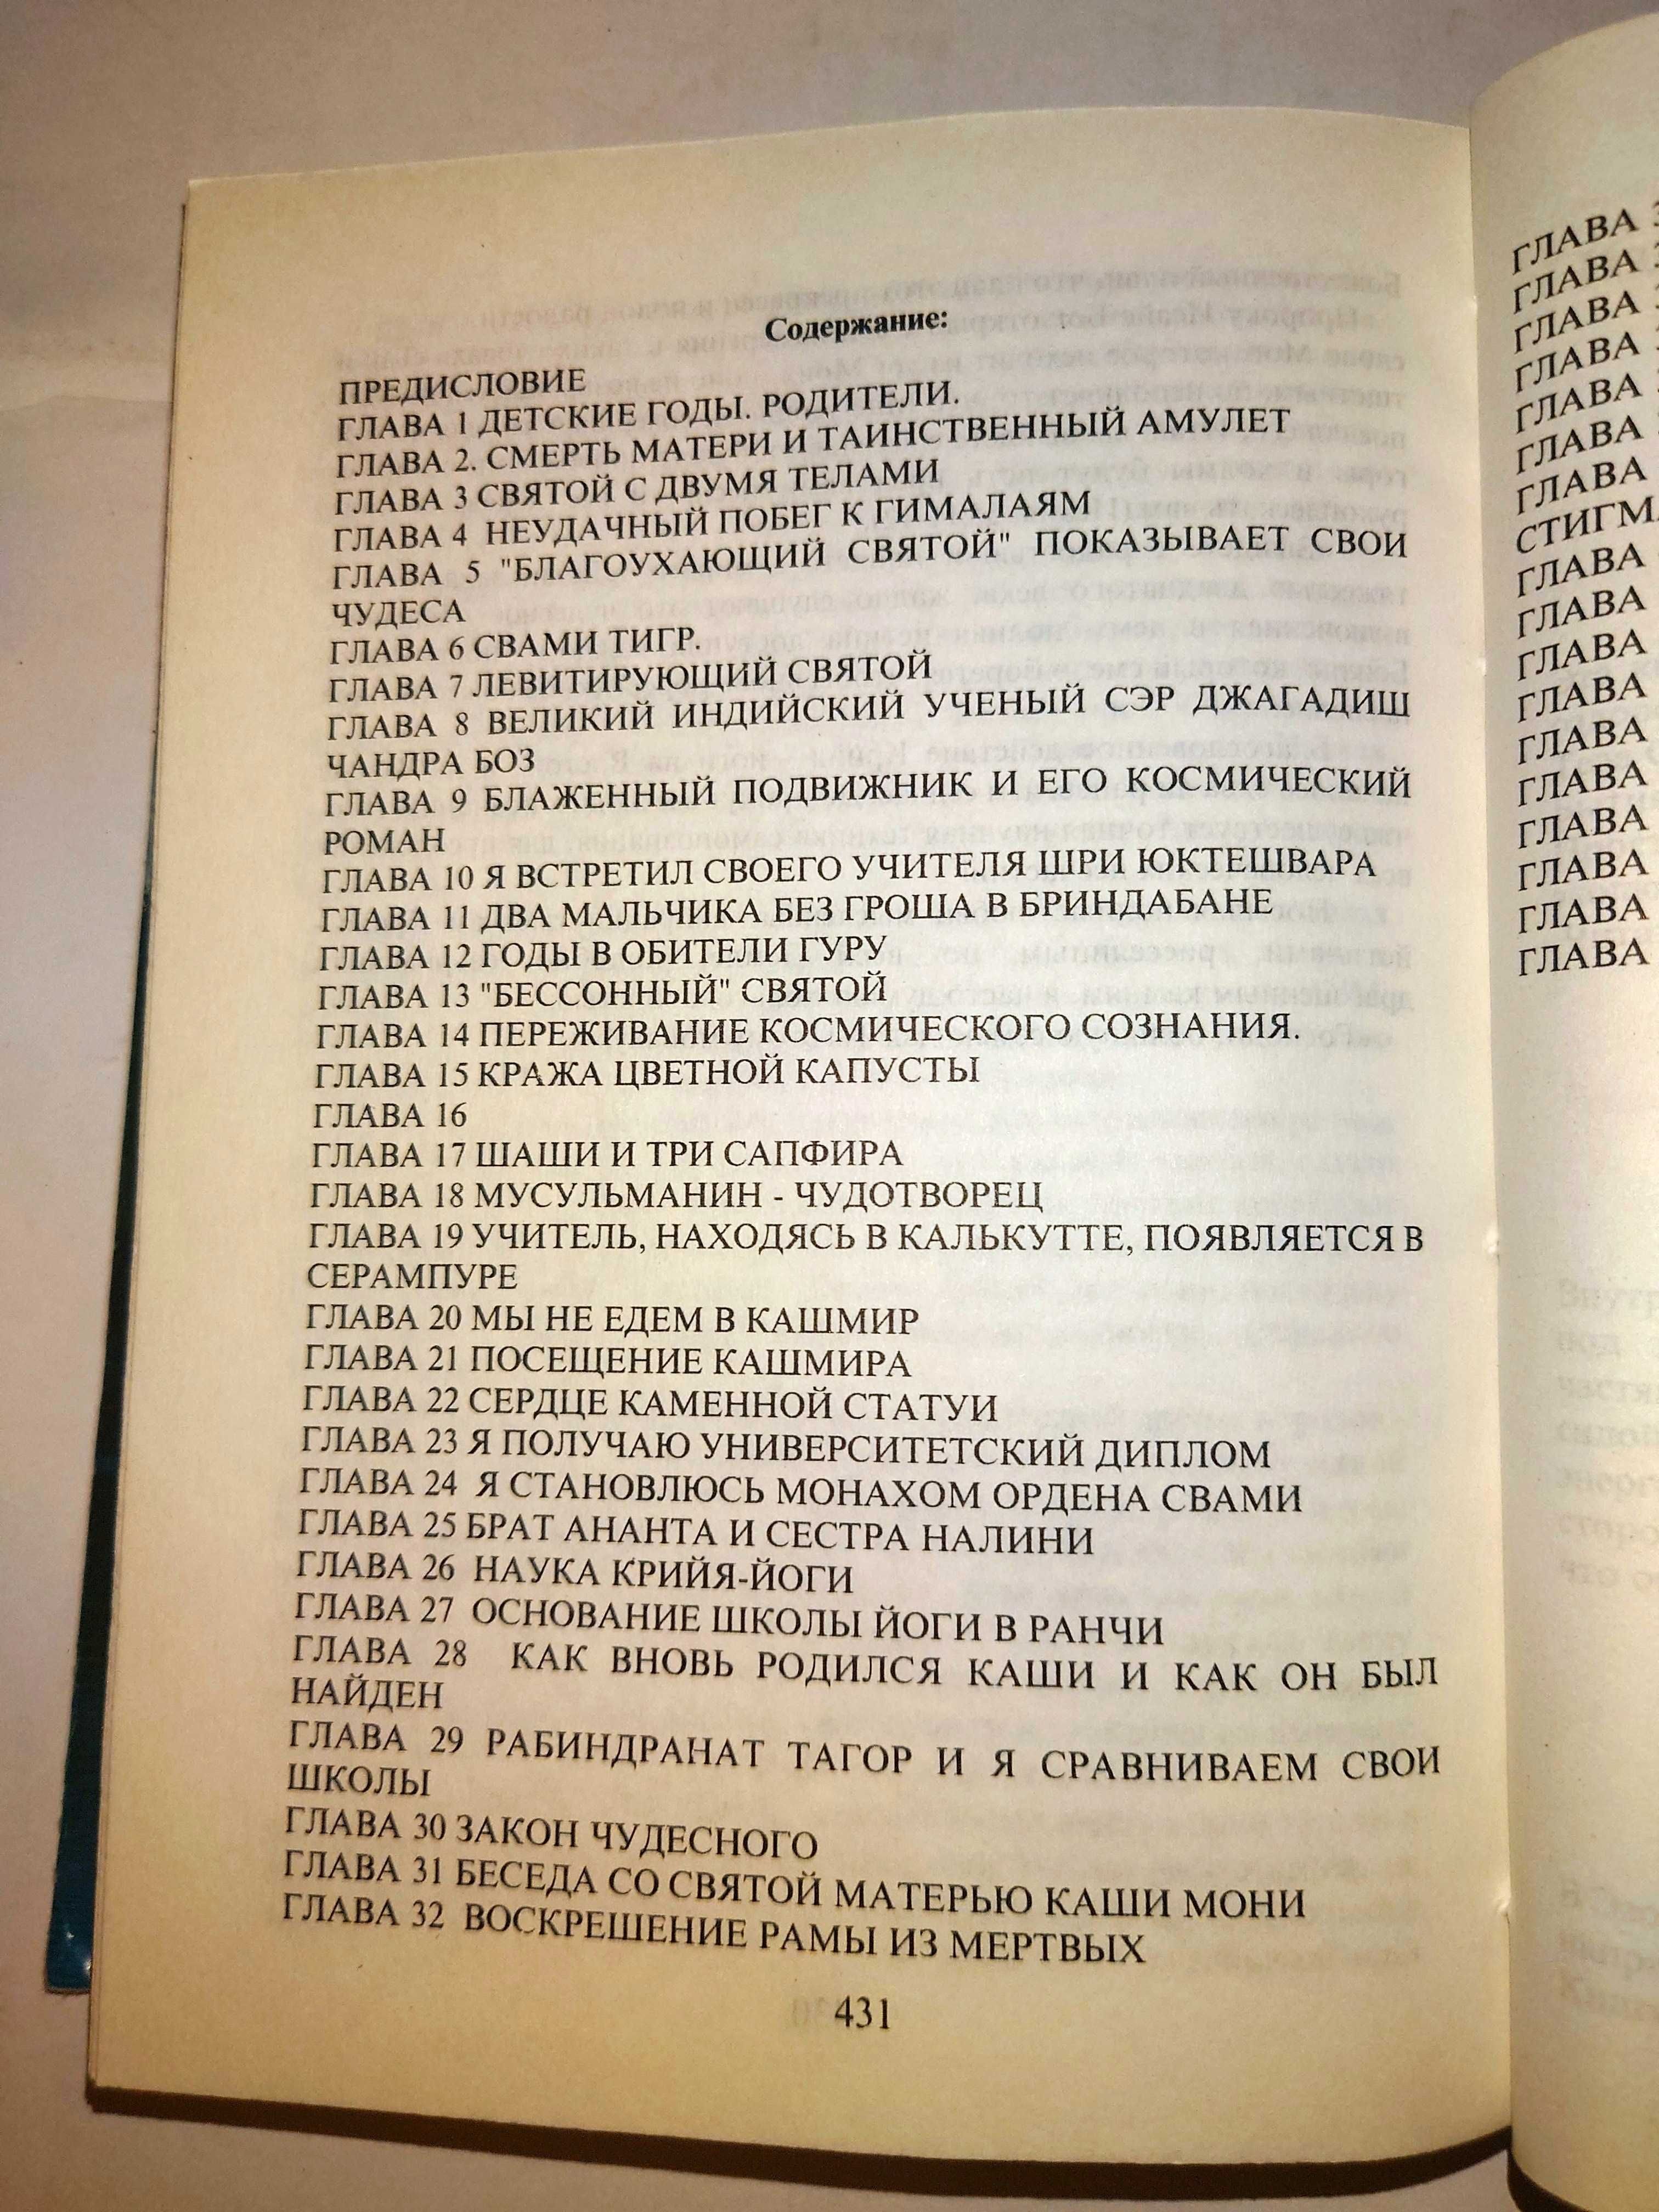 Содержание:
ПРЕДИСЛОВИЕ
ГЛАВА 1 ДЕТСКИЕ ГОДЫ. РОДИТЕЛИ.
ГЛАВА 2. СМЕРТЬ МАТЕРИ И ТАИНСТВЕННЫЙ АМУЛЕТ
ГЛАВА 3 СВЯТОЙ С ДВУМЯ ТЕЛАМИ
ГЛАВА 4 НЕУДАЧНЫЙ ПОБЕГ К ГИМАЛАЯМ
ГЛАВА 5 "БЛАГОУХАЮЩИЙ СВЯТОЙ" ПОКАЗЫВАЕТ СВОИ
ЧУДЕСА
ГЛАВА 6 СВАМИ ТИГР.
ГЛАВА 7 ЛЕВИТИРУЮЩИЙ СВЯТОЙ
ГЛАВА 8 ВЕЛИКИЙ ИНДИЙСКИЙ УЧЕНЫЙ СЭР ДЖАГАДИШ
ЧАНДРА БОЗ
ГЛАВА 9 БЛАЖЕННЫЙ ПОДВИЖНИК И ЕГО КОСМИЧЕСКИЙ
РОМАН
ГЛАВА 10 Я ВСТРЕТИЛ СВОЕГО УЧИТЕЛЯ ШРИ ЮКТЕШВАРА
ГЛАВА 11 ДВА МАЛЬЧИКА БЕЗ ГРОША В БРИНДАБАНЕ
ГЛАВА 12 ГОДЫ В ОБИТЕЛИ ГУРУ
ГЛАВА 13 "БЕССОННЫЙ" СВЯТОЙ
ГЛАВА 14 ПЕРЕЖИВАНИЕ КОСМИЧЕСКОГО СОЗНАНИЯ.
ГЛАВА 15 КРАЖА ЦВЕТНОЙ КАПУСТЫ
ГЛАВА 16
ГЛАВА 17 ШАШИ И ТРИ САПФИРА
ГЛАВА 18 МУСУЛЬМАНИН - ЧУДОТВОРЕЦ
ГЛАВА 19 УЧИТЕЛЬ, НАХОДЯСЬ В КАЛЬКУТТЕ, ПОЯВЛЯЕТСЯ В
СЕРАМПУРЕ
ГЛАВА 20 МЫ НЕ ЕДЕМ В КАШМИР
ГЛАВА 21 ПОСЕЩЕНИЕ КАШМИРА
ГЛАВА 22 СЕРДЦЕ КАМЕННОЙ СТАТУИ
ГЛАВА 23 Я ПОЛУЧАЮ УНИВЕРСИТЕТСКИЙ ДИПЛОМ
ГЛАВА 24 Я СТАНОВЛЮСЬ МОНАХОМ ОРДЕНА СВАМИ
ГЛАВА 25 БРАТ АНАНТА И СЕСТРА НАЛИНИ
ГЛАВА 26 НАУКА КРИЙЯ-ЙОГИ
ГЛАВА 27 ОСНОВАНИЕ ШКОЛЫ ЙОГИ В РАНЧИ
ГЛАВА 28 КАК ВНОВЬ РОДИЛСЯ КАШИ И КАК ОН БЫЛ
НАЙДЕН
ГЛАВА 29 РАБИНДРАНАТ ТАГОР И Я СРАВНИВАЕМ СВОИ
ШКОЛЫ
ГЛАВА 30 ЗАКОН ЧУДЕСНОГО
ГЛАВА 31 БЕСЕДА СО СВЯТОЙ МАТЕРЬЮ КАШИ МОНИ
ГЛАВА 32 ВОСКРЕШЕНИЕ РАМЫ ИЗ МЕРТВЫХ
431
ГЛАВА
ГЛАВА
ГЛАВА
ГЛАВА
ГЛАВА
ГЛАВА
ГЛАВА
СТИГМ
ГЛАВА
ГЛАВА
ГЛАВА
ГЛАВА
ГЛАВА
ГЛАВА
ГЛАВА
ГЛАВА
ГЛАВА
ГЛАВА